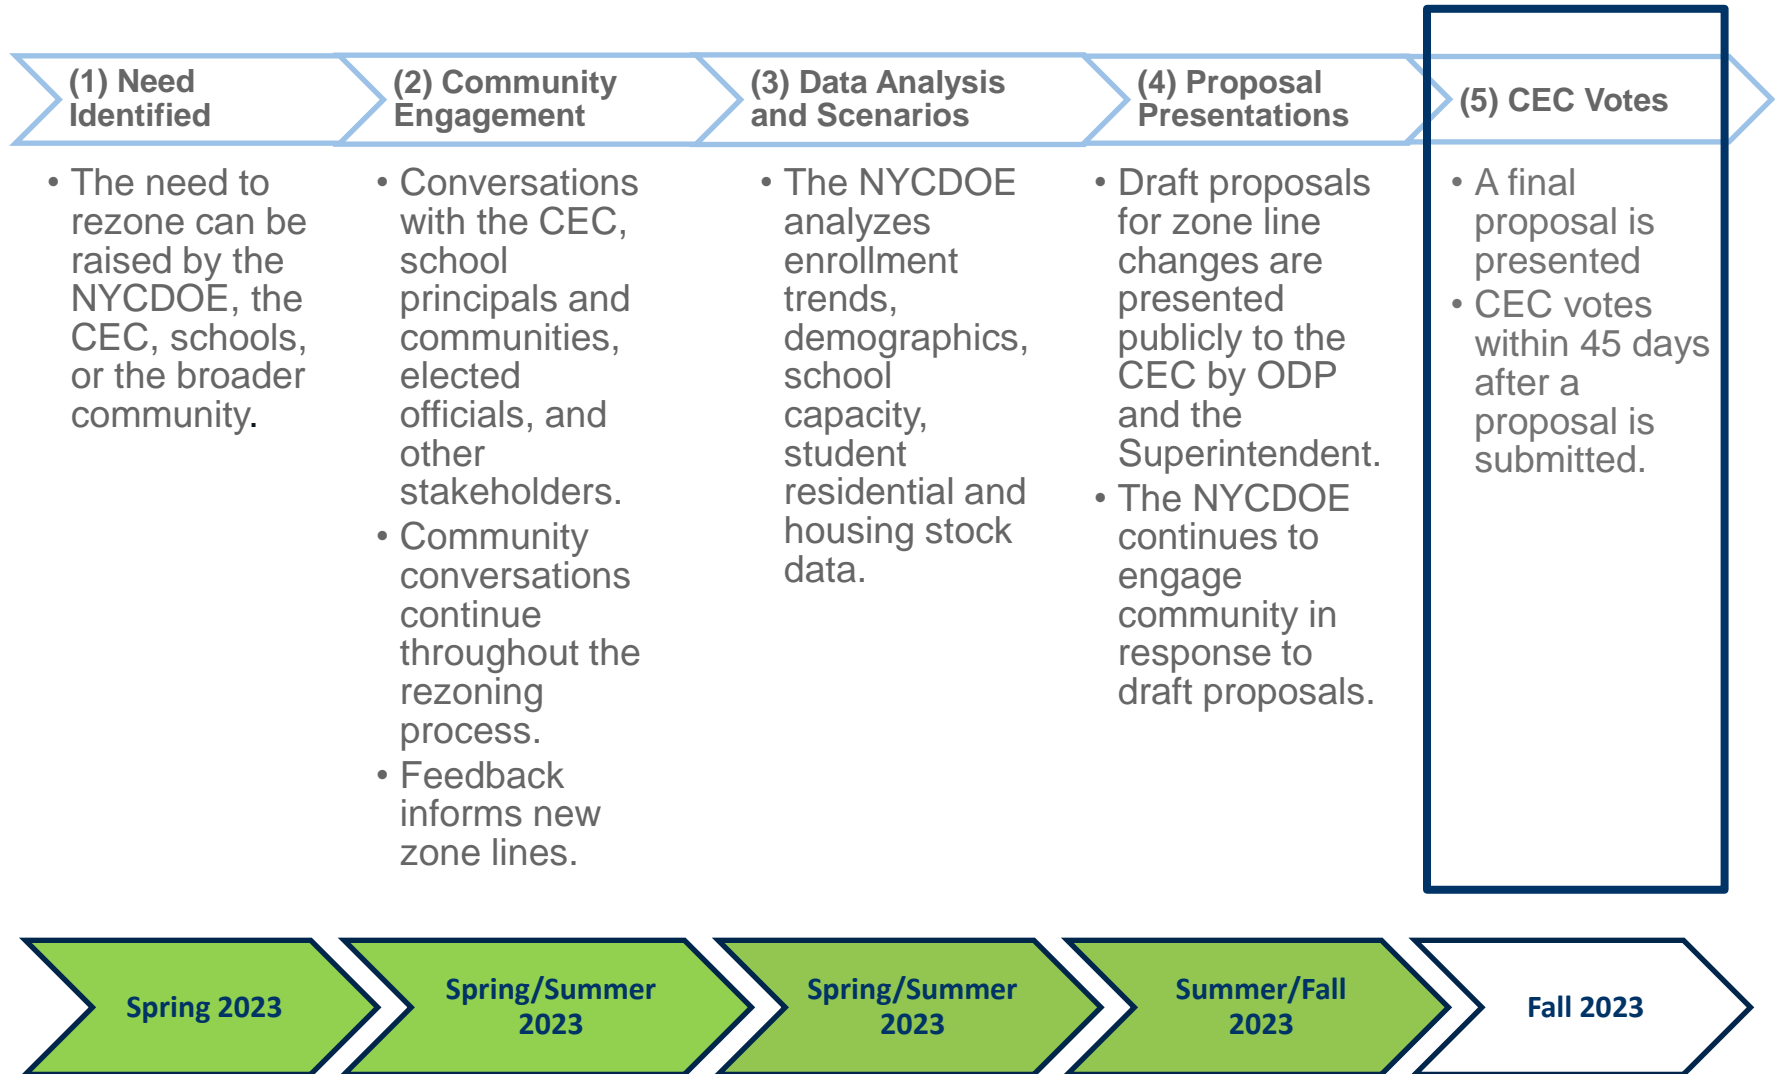 (1) Need
Identified
• The need to
rezone can be
raised by the
NYCDOE, the
CEC, schools,
or the broader
community.
(2) Community
Engagement
• Conversations
with the CEC,
school
principals and
communities,
elected
officials, and
other
stakeholders.
• Community
conversations
continue
throughout the
rezoning
process.
• Feedback
informs new
zone lines.
(3) Data Analysis
and Scenarios
• The NYCDOE
analyzes
enrollment
trends,
demographics,
school
capacity,
student
residential and
housing stock
data.
(4) Proposal
Presentations
• Draft proposals
for zone line
changes are
presented
publicly to the
CEC by ODP
and the
Superintendent.
• The NYCDOE
continues to
engage
community in
response to
draft proposals.
(5) CEC Votes
• A final
proposal is
presented
• CEC votes
within 45 days
after a
proposal is
submitted.
Spring 2023
Spring/Summer
2023
Spring/Summer
2023
Summer/Fall
2023
Fall 2023